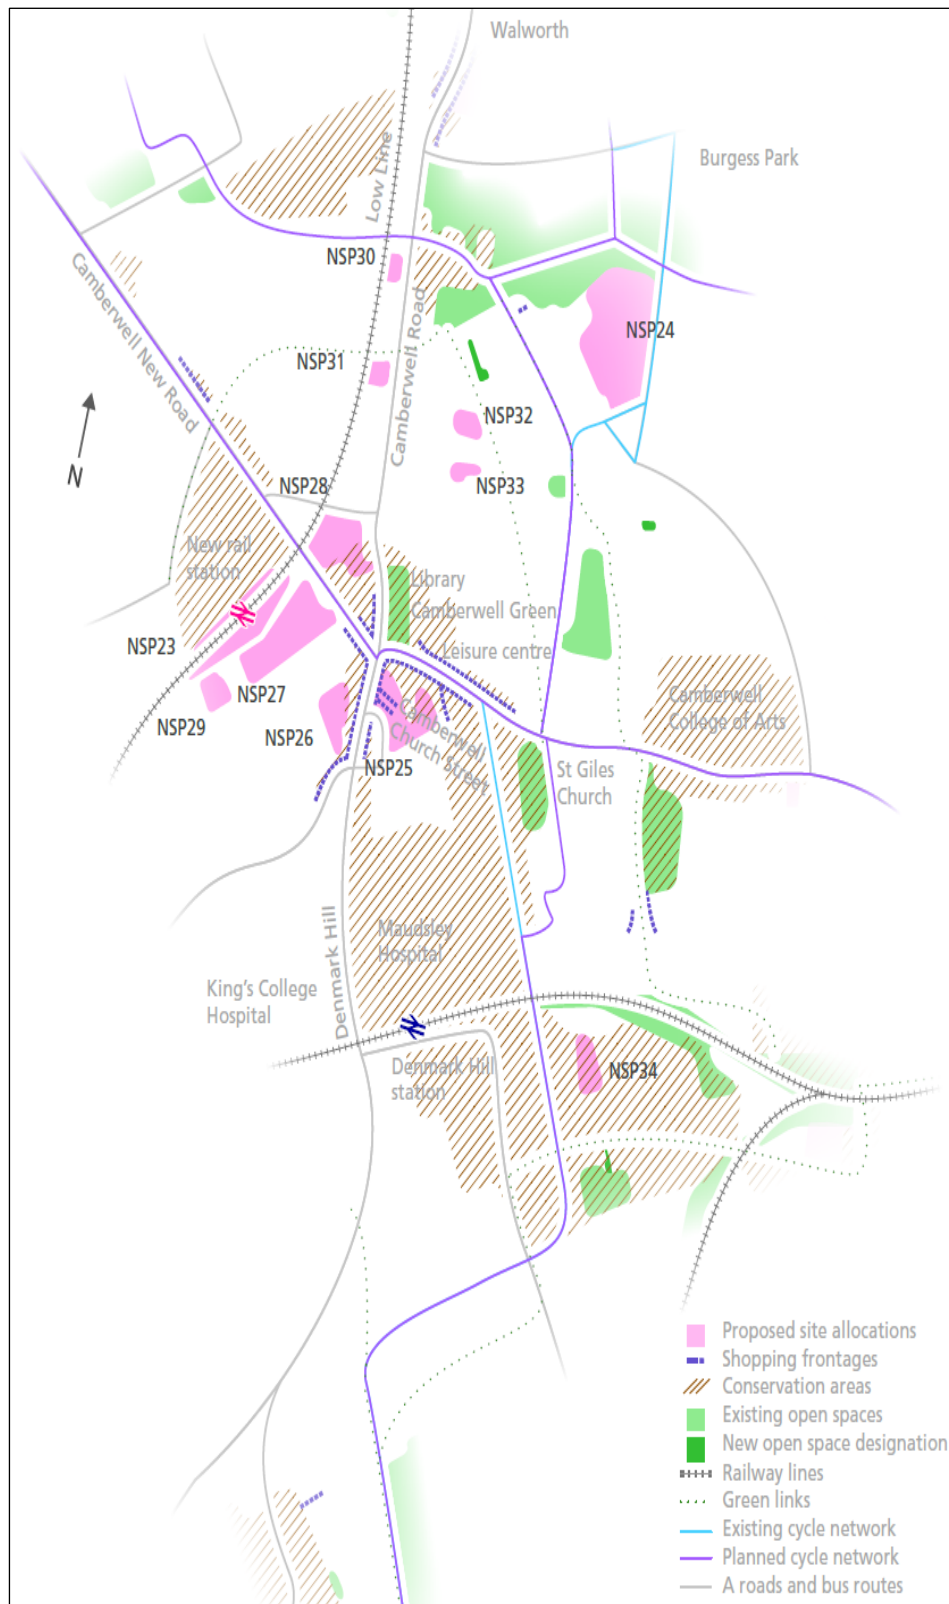 Walworth
Low Line
Burgess Park
NSP30
Camberwell New Road
Camberwell Road
NSP24
NSP31
N
NSP32
NSP33
NSP28
New rail
station
Library
Camberwell Green
Leisure centre
NSP23
NSP27
NSP29
NSP26
NSP25
Camberwell
Church Street
Camberwell
College of Arts
St Giles
Church
Denmark Hill
Maudsley
Hospital
King's College
Hospital
Denmark Hill
station
NSP34
Proposed site allocations
Shopping frontages
Conservation areas
Existing open spaces
New open space designation
Railway lines
Green links
Existing cycle network
Planned cycle network
A roads and bus routes